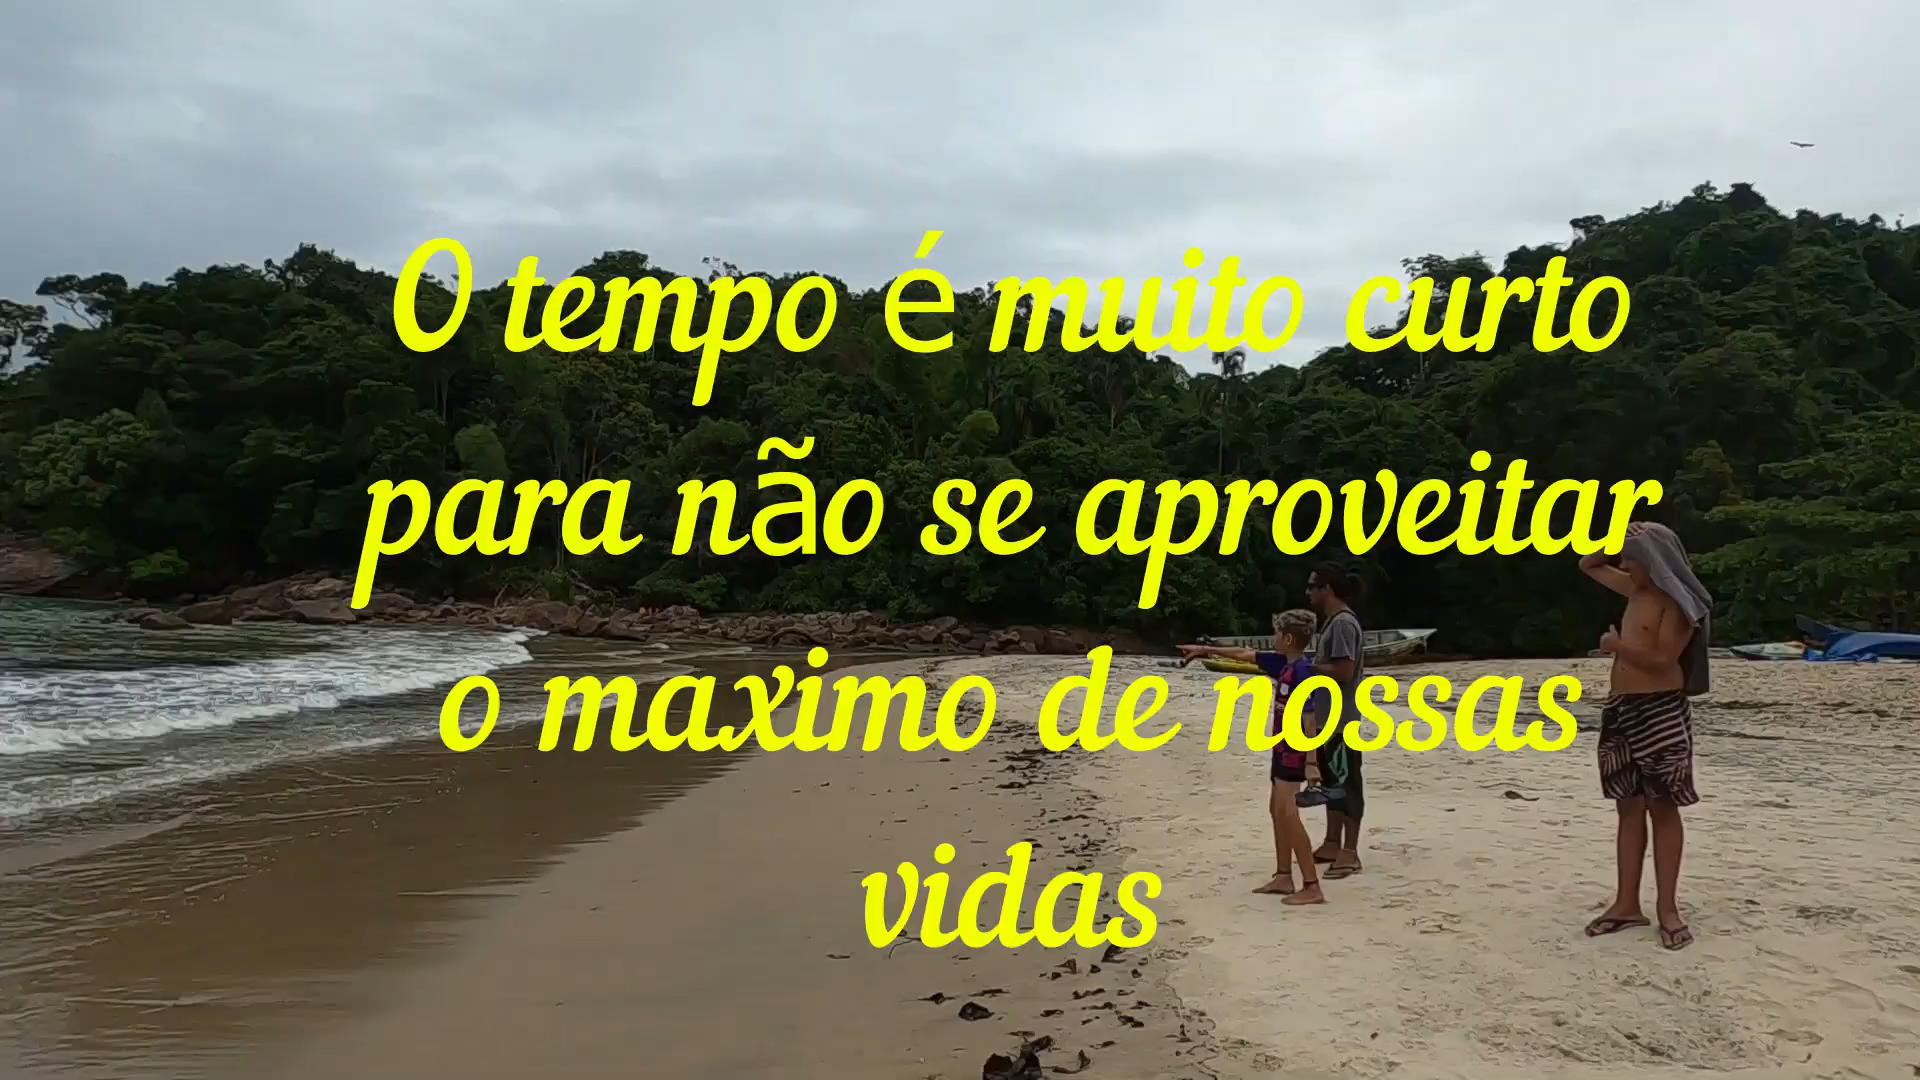 O tempo é muito curto
para não se aproveitar
o maximo de nossas
vidas